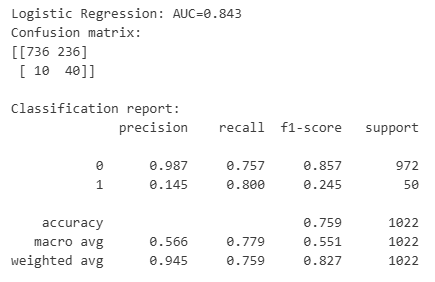 Logistic Regression: AUC=0.843
Confusion matrix:
[[736 236]
 [ 10  40]]
Classification report:
precision recall f1-score support
0 0.987 0.757 0.857 972
1 0.145 0.800 0.245 50
accuracy 0.759 1022
macro avg 0.566 0.779 0.551 1022
weighted avg 0.945 0.759 0.827 1022